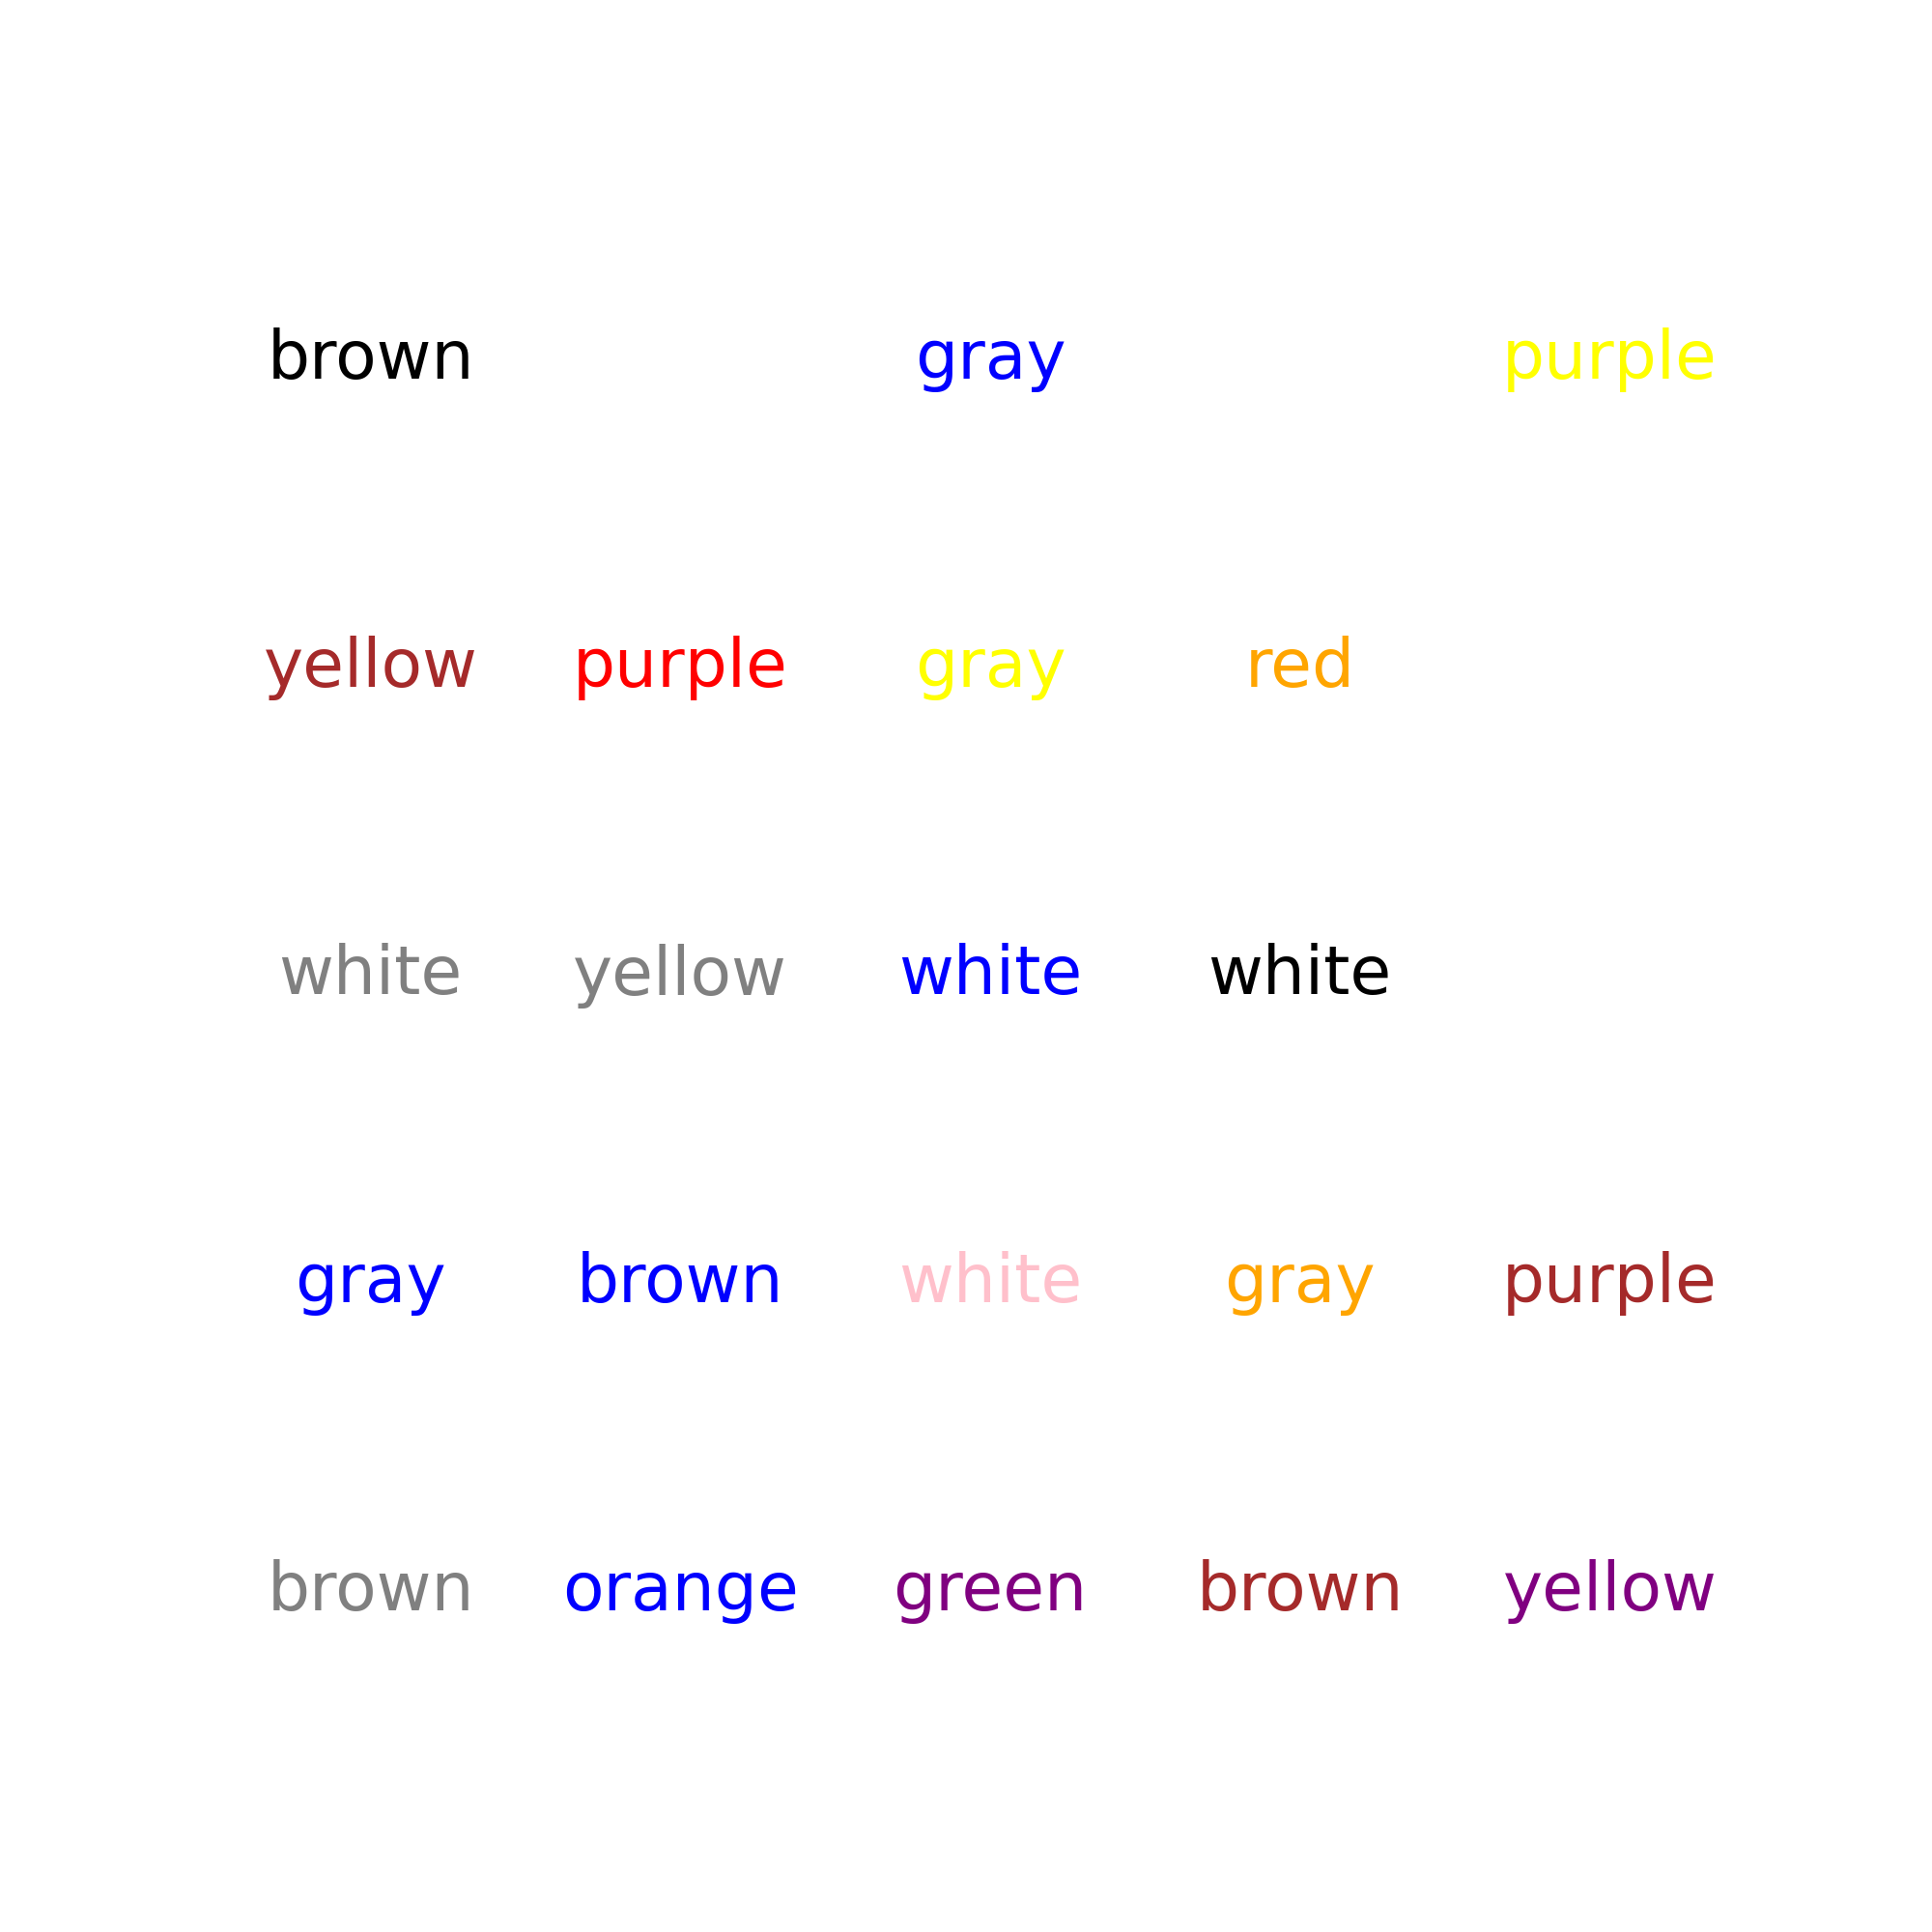 brown gray purple
yellow purple gray red
white yellow white white
gray brown white gray purple
brown orange green brown yellow